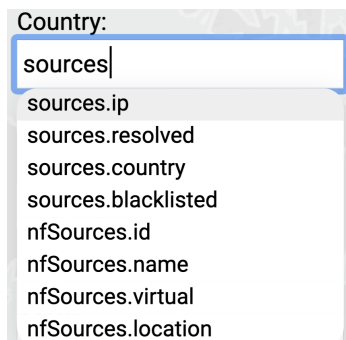 Country:
sources
sources.ip
sources.resolved
sources.country
sources.blacklisted
nfSources.id
nfSources.name
nfSources.virtual
nfSources.location